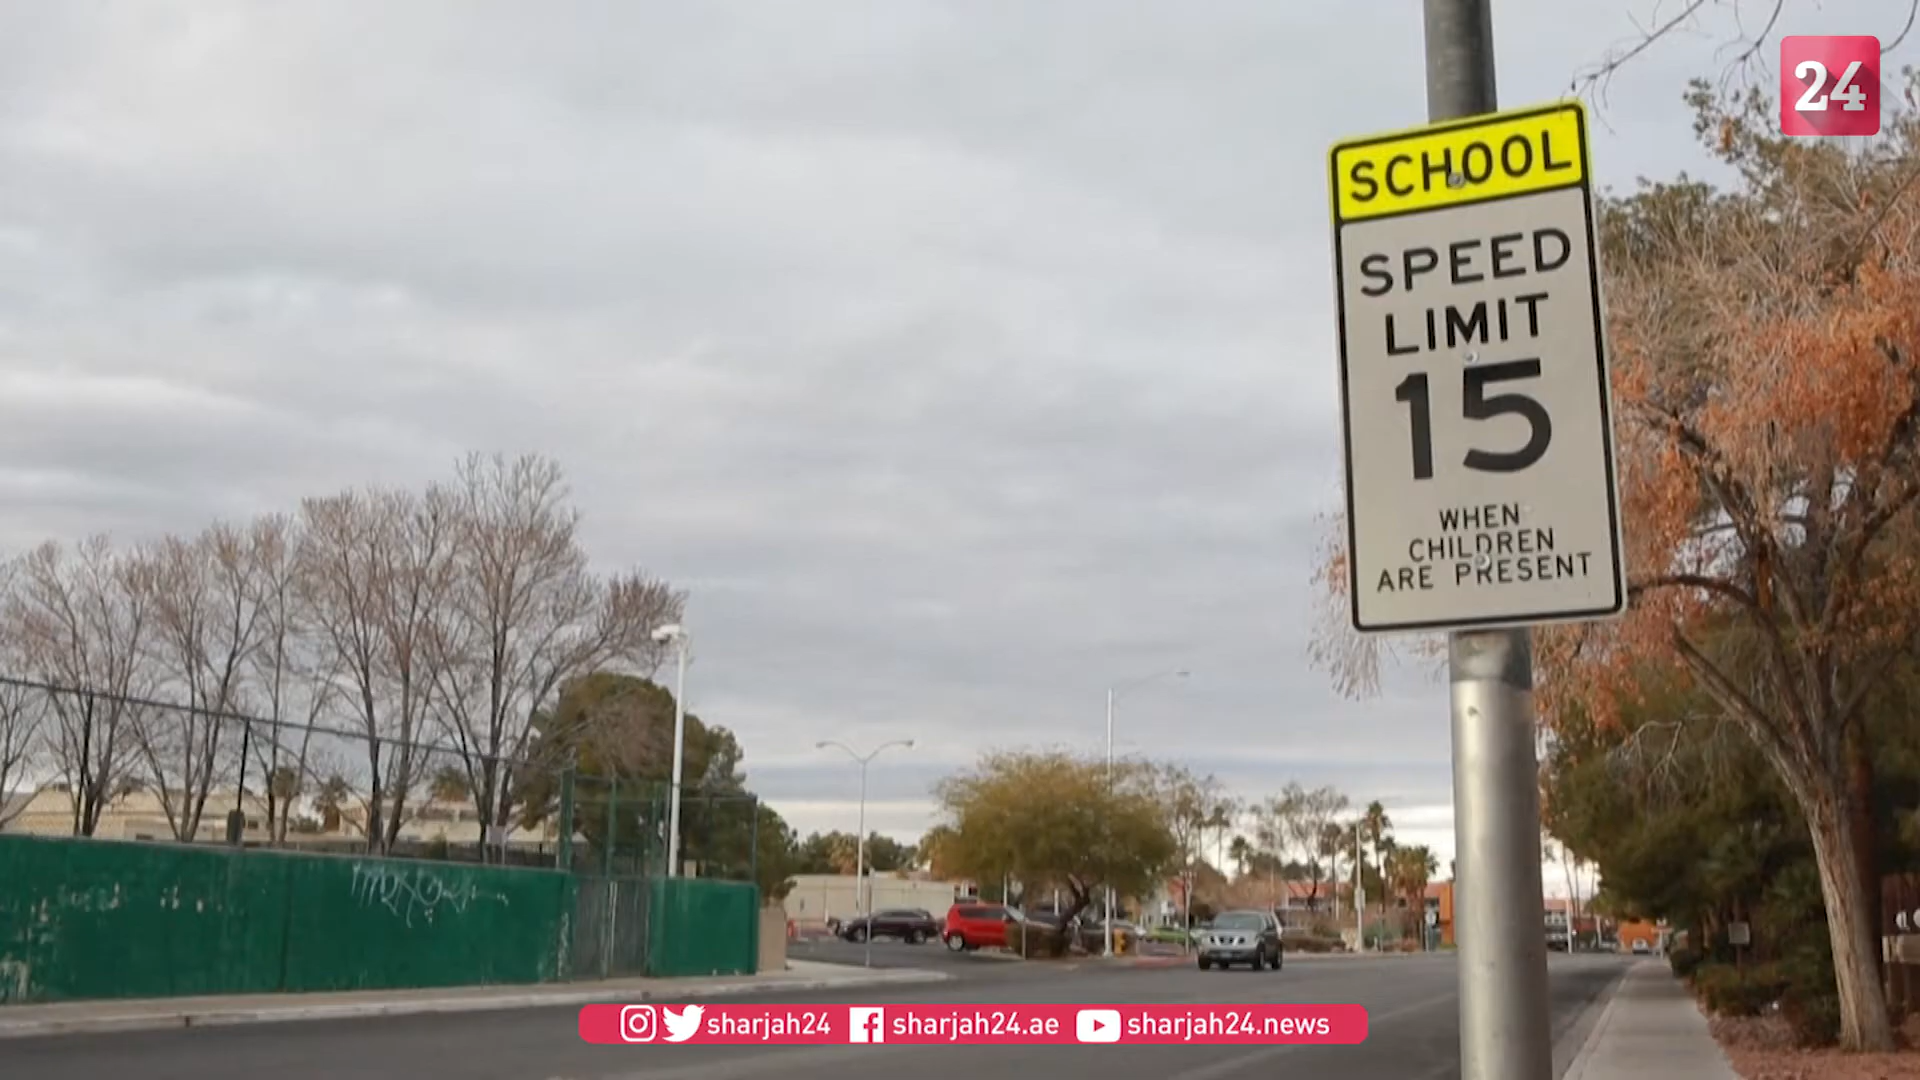 24
SCHOOL
SPEED
LIMIT
15
WHEN
CHILDREN
ARE PRESENT
sharjah24 sharjah24.ae sharjah24.news